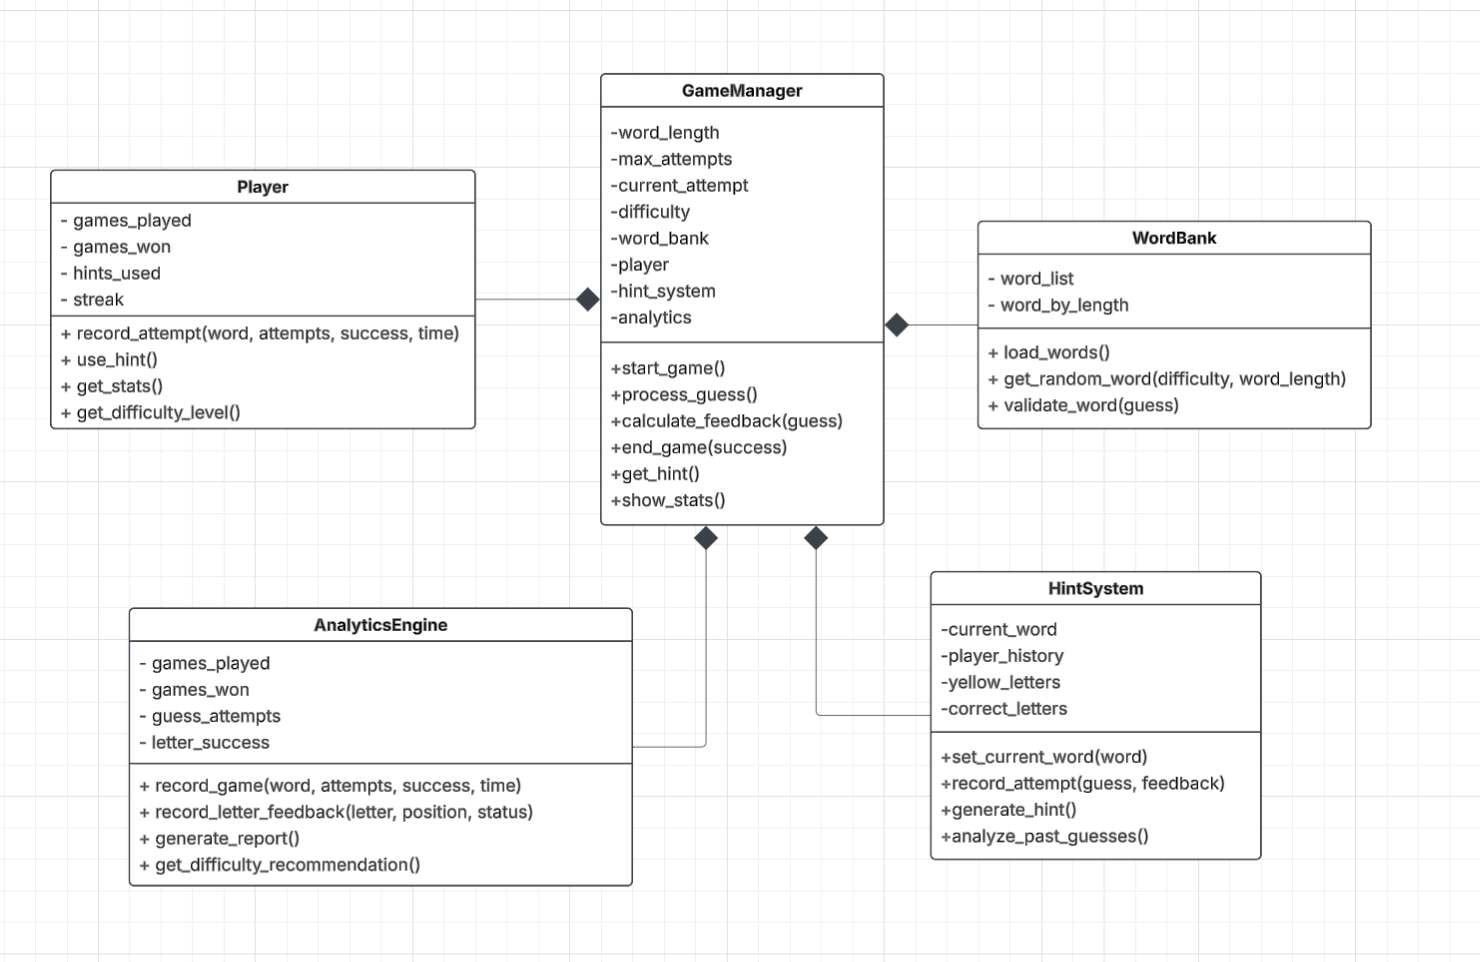 GameManager
-word_length
-max_attempts
-current_attempt
-difficulty
-word_bank
-player
-hint_system
-analytics
+start_game()
+process_guess()
+calculate_feedback(guess)
+end_game(success)
+get_hint()
+show_stats()
Player
- games_played
- games_won
- hints_used
- streak
+ record_attempt(word, attempts, success, time)
+ use_hint()
+ get_stats()
+ get_difficulty_level()
WordBank
- word_list
- word_by_length
+ load_words()
+ get_random_word(difficulty, word_length)
+ validate_word(guess)
AnalyticsEngine
- games_played
- games_won
- guess_attempts
- letter_success
+ record_game(word, attempts, success, time)
+ record_letter_feedback(letter, position, status)
+ generate_report()
+ get_difficulty_recommendation()
HintSystem
-current_word
-player_history
-yellow_letters
-correct_letters
+set_current_word(word)
+record_attempt(guess, feedback)
+generate_hint()
+analyze_past_guesses()